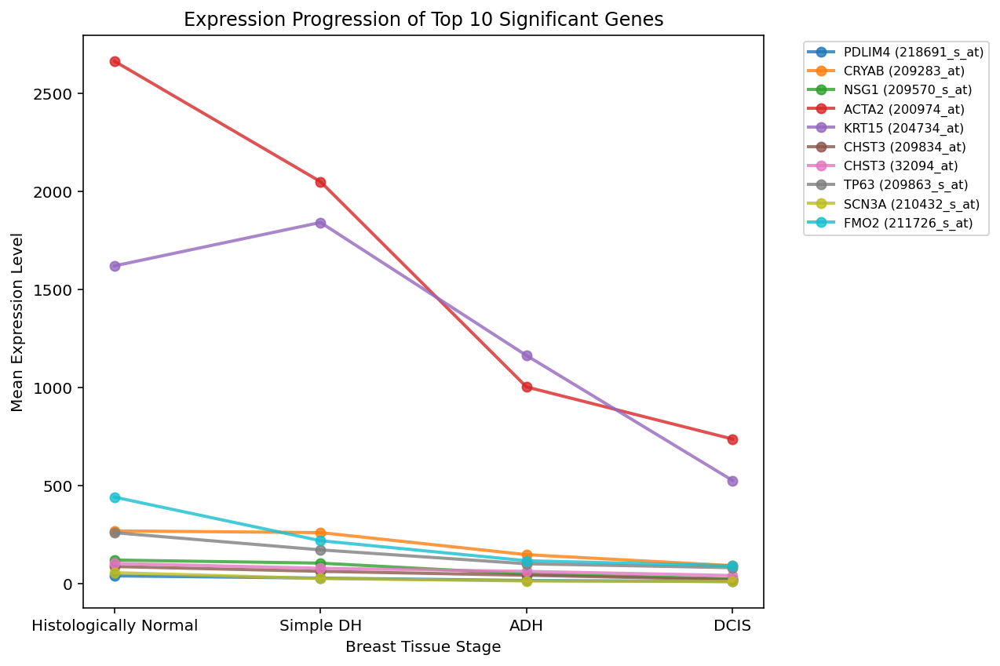 Expression Progression of Top 10 Significant Genes
Mean Expression Level
2500
2000
1500
1000
500
0
Histologically Normal
Simple DH
ADH
DCIS
Breast Tissue Stage
PDLIM4 (218691_s_at)
CRYAB (209283_at)
NSG1 (209570_s_at)
ACTA2 (200974_at)
KRT15 (204734_at)
CHST3 (209834_at)
CHST3 (32094_at)
TP63 (209863_s_at)
SCN3A (210432_s_at)
FMO2 (211726_s_at)